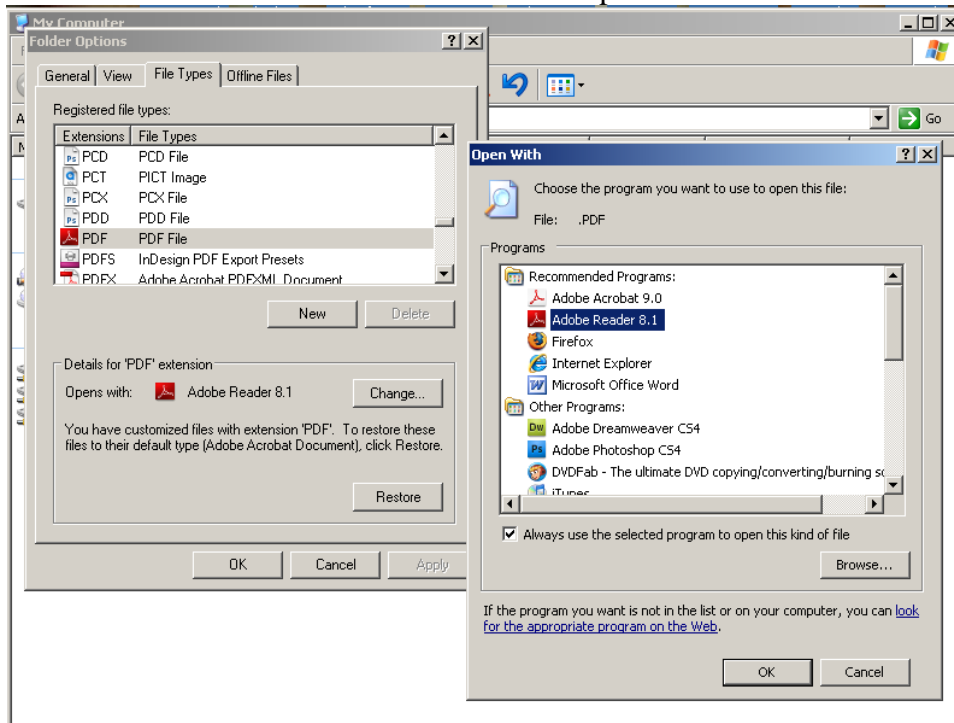 My Computer
Folder Options
General
View
File Types
Offline Files
Registered file types:
Extensions
File Types
PCD
PCD File
PCT
PICT Image
PCX
PCX File
PDD
PDD File
PDF
PDF File
PDFS
InDesign PDF Export Presets
PDFX
Adobe Acrobat PDFXML Document
New
Delete
Details for 'PDF' extension
Opens with:
Adobe Reader 8.1
Change...
You have customized files with extension 'PDF'. To restore these
files to their default type (Adobe Acrobat Document), click Restore.
Restore
OK
Cancel
Apply
Go
Open With
Choose the program you want to use to open this file:
File: .PDF
Programs
Recommended Programs:
Adobe Acrobat 9.0
Adobe Reader 8.1
Firefox
Internet Explorer
Microsoft Office Word
Other Programs:
Dw
Adobe Dreamweaver CS4
Ps
Adobe Photoshop CS4
DVDFab - The ultimate DVD copying/converting/burning so
iTunes
Always use the selected program to open this kind of file
Browse...
If the program you want is not in the list or on your computer, you can look
for the appropriate program on the Web.
OK
Cancel